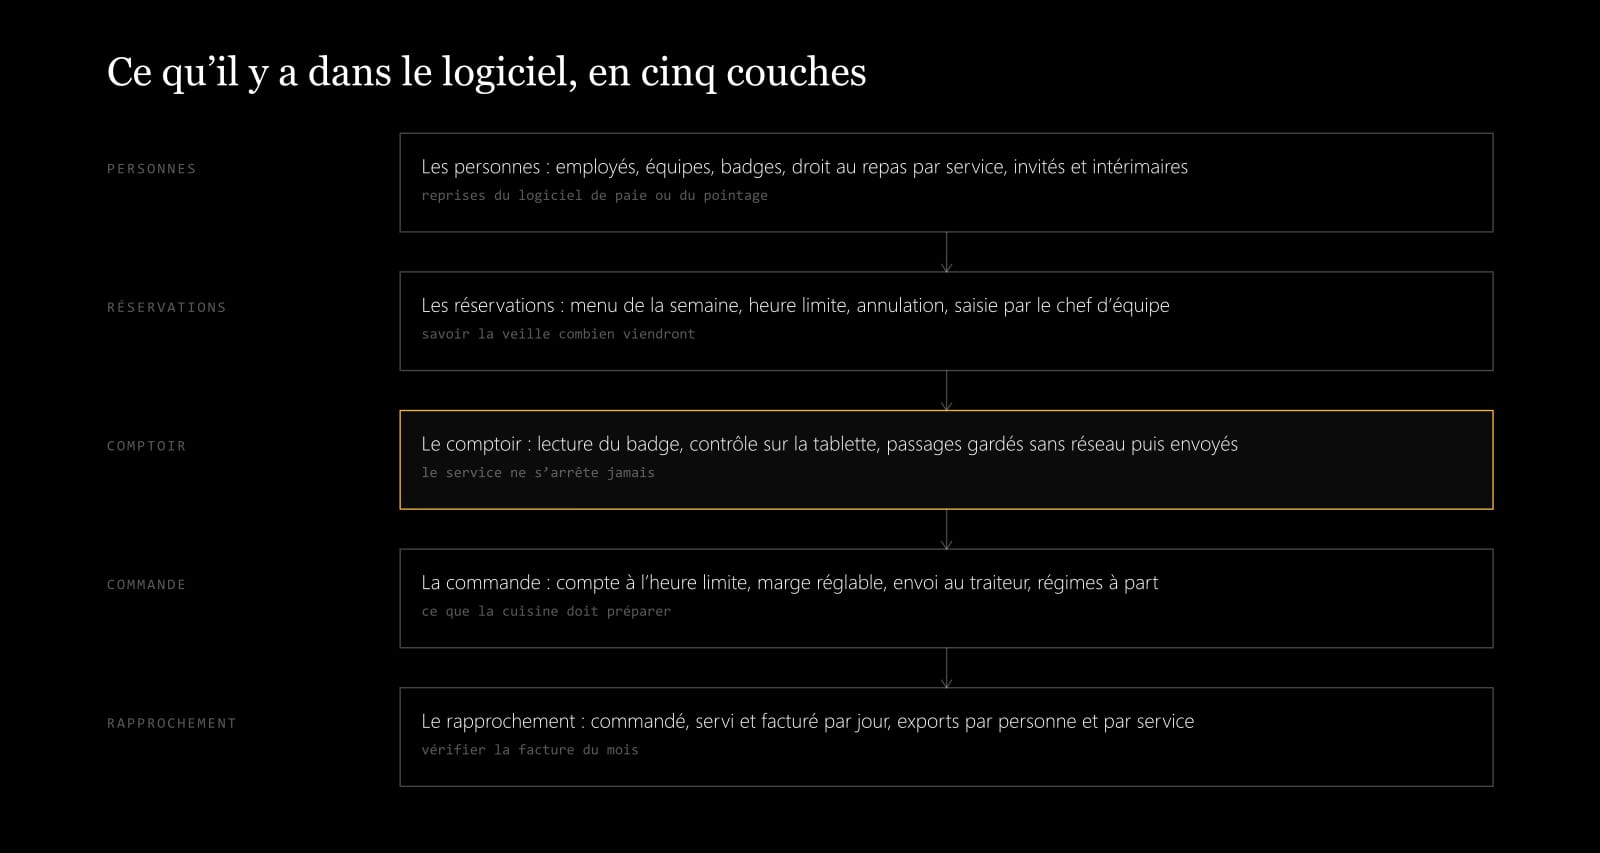 Ce qu’il y a dans le logiciel, en cinq couches
PERSONNES
Les personnes : employés, équipes, badges, droit au repas par service, invités et intérimaires
reprises du logiciel de paie ou du pointage
RÉSERVATIONS
Les réservations : menu de la semaine, heure limite, annulation, saisie par le chef d’équipe
savoir la veille combien viendront
COMPTOIR
Le comptoir : lecture du badge, contrôle sur la tablette, passages gardés sans réseau puis envoyés
le service ne s’arrête jamais
COMMANDE
La commande : compte à l’heure limite, marge réglable, envoi au traiteur, régimes à part
ce que la cuisine doit préparer
RAPPROCHEMENT
Le rapprochement : commandé, servi et facturé par jour, exports par personne et par service
vérifier la facture du mois